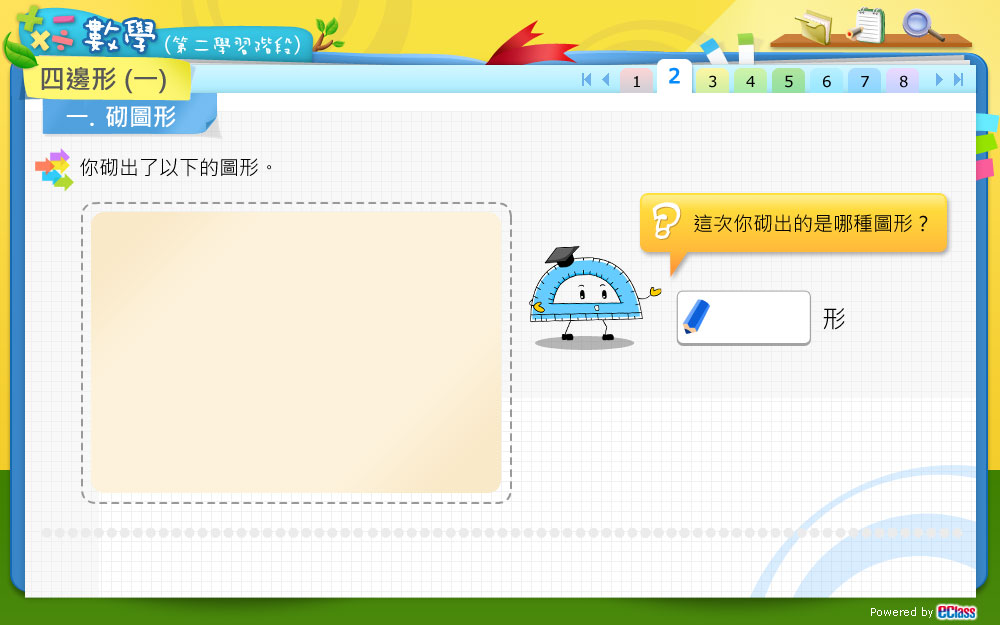 數學 (第二學習階段)
四邊形 (一)
1 2 3 4 5 6 7 8
一. 砌圖形
你砌出了以下的圖形。
這次你砌出的是哪種圖形？
形
Powered by eClass